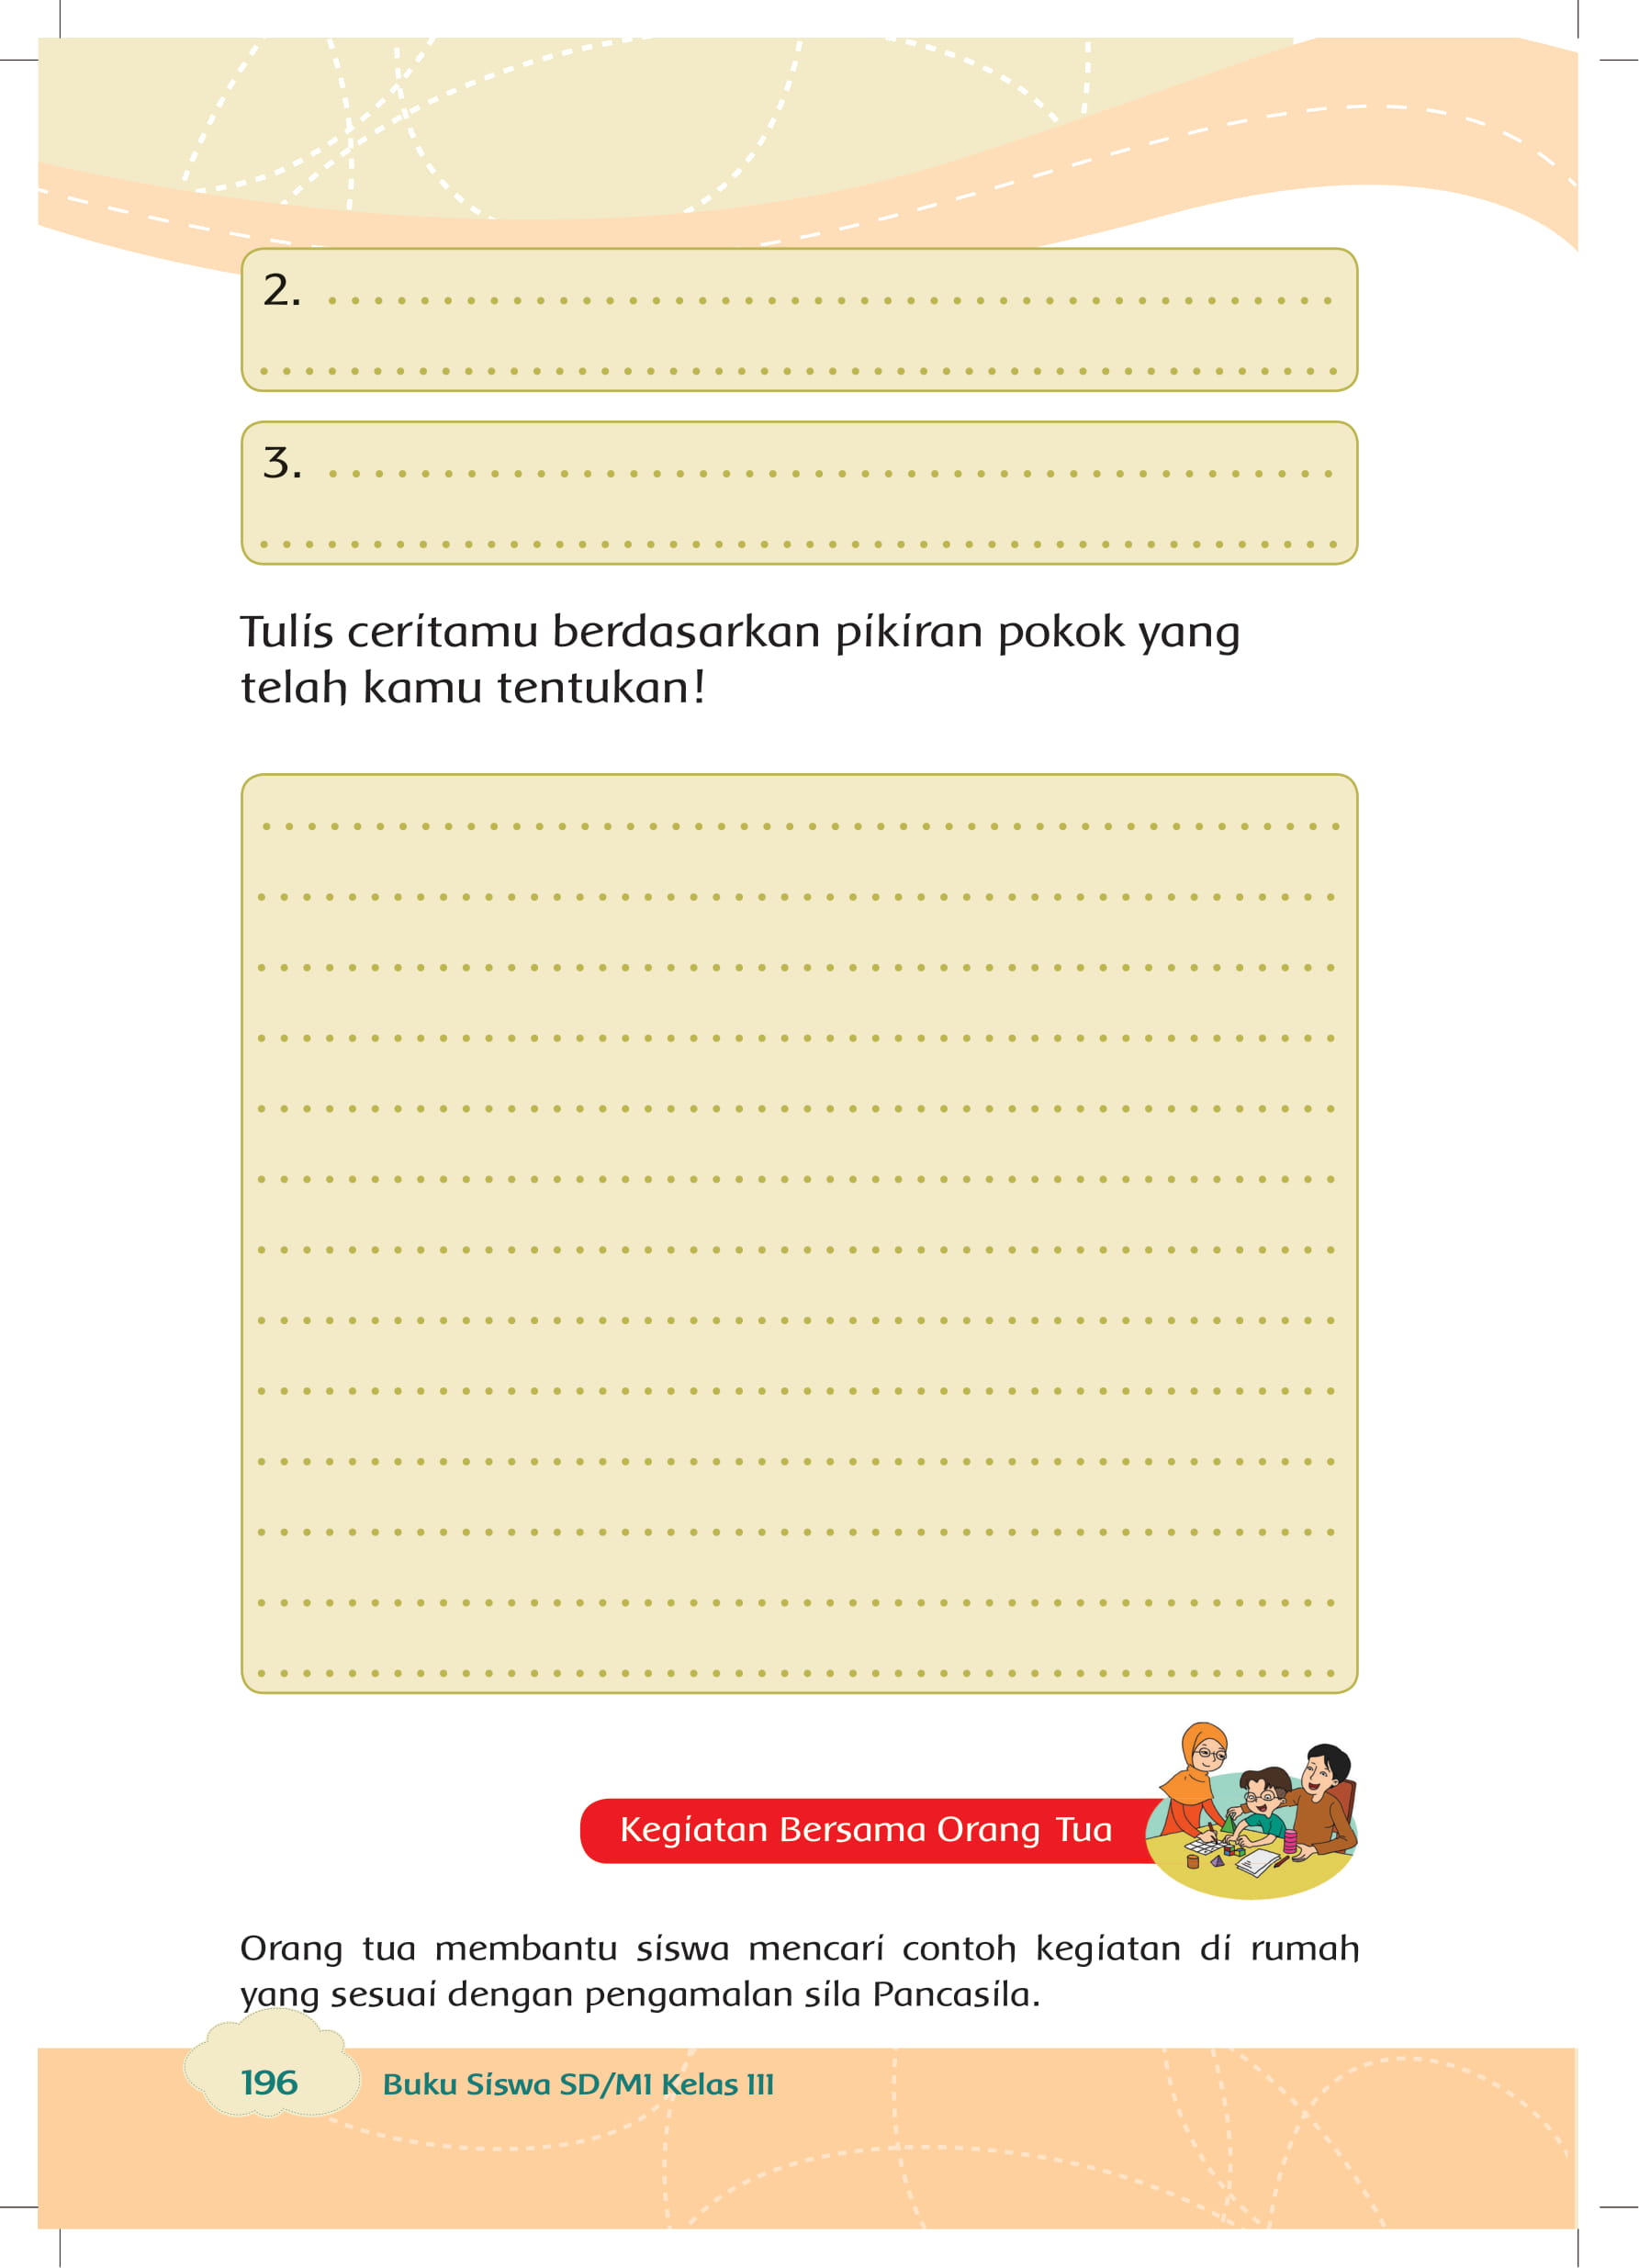 2.
3.
Tulis ceritamu berdasarkan pikiran pokok yang
telah kamu tentukan!
Kegiatan Bersama Orang Tua
Orang tua membantu siswa mencari contoh kegiatan di rumah
yang sesuai dengan pengamalan sila Pancasila.
196 Buku Siswa SD/MI Kelas III